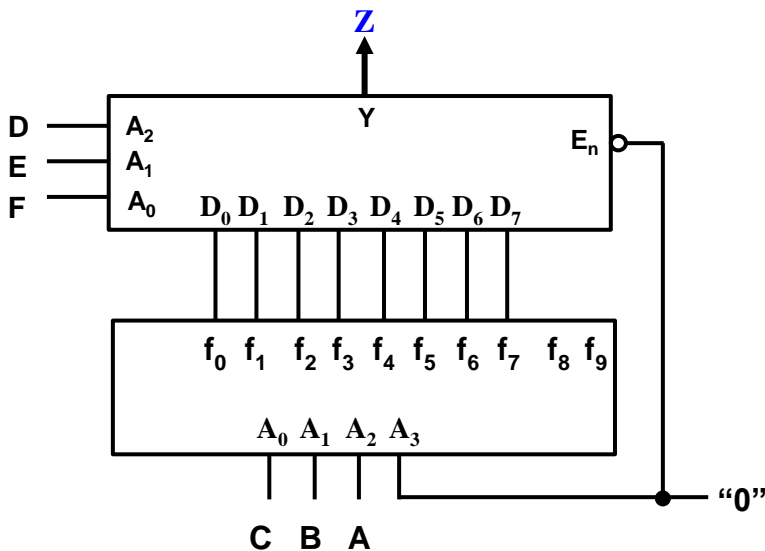 Z
Y
D A₂ Eₙ
E A₁
F A₀
D₀ D₁ D₂ D₃ D₄ D₅ D₆ D₇
f₀ f₁ f₂ f₃ f₄ f₅ f₆ f₇ f₈ f₉
A₀ A₁ A₂ A₃
“0”
C B A